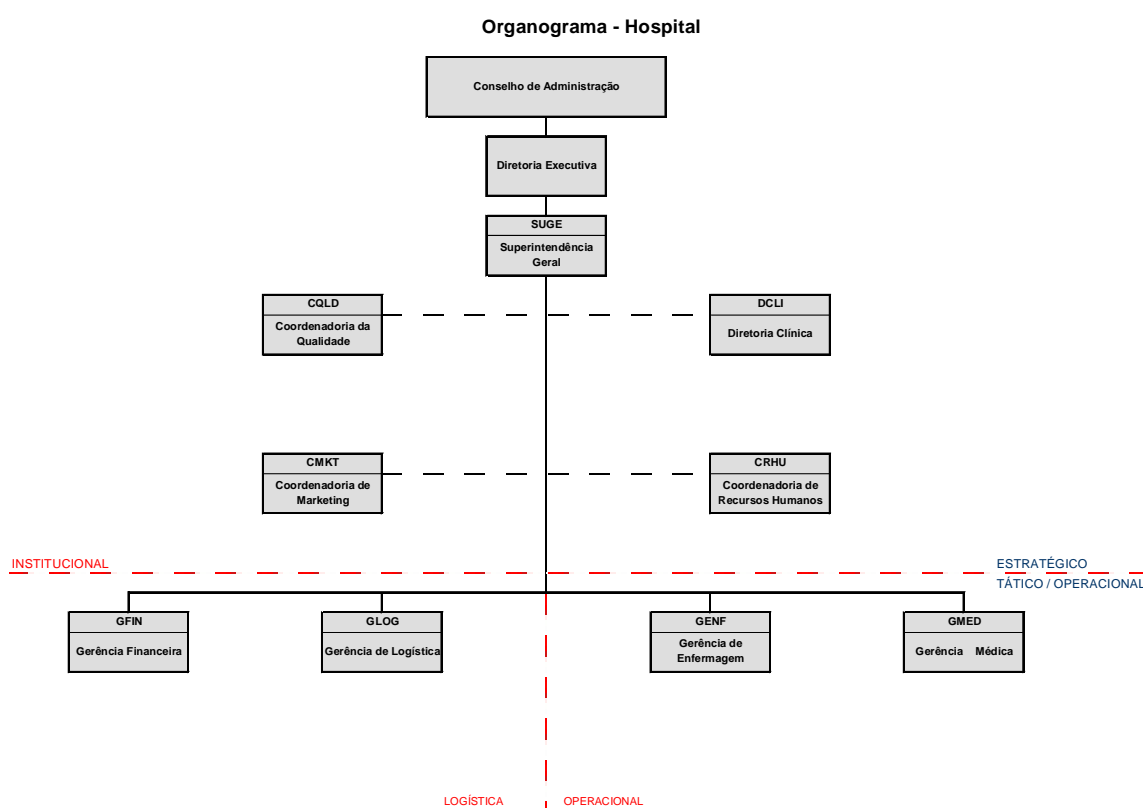 Organograma - Hospital
Conselho de Administração
Diretoria Executiva
SUGE
Superintendência
Geral
CQLD
Coordenadoria da
Qualidade
DCLI
Diretoria Clínica
CMKT
Coordenadoria de
Marketing
CRHU
Coordenadoria de
Recursos Humanos
INSTITUCIONAL
ESTRATÉGICO
TÁTICO / OPERACIONAL
GFIN
Gerência Financeira
GLOG
Gerência de Logística
GENF
Gerência de
Enfermagem
GMED
Gerência Médica
LOGÍSTICA
OPERACIONAL